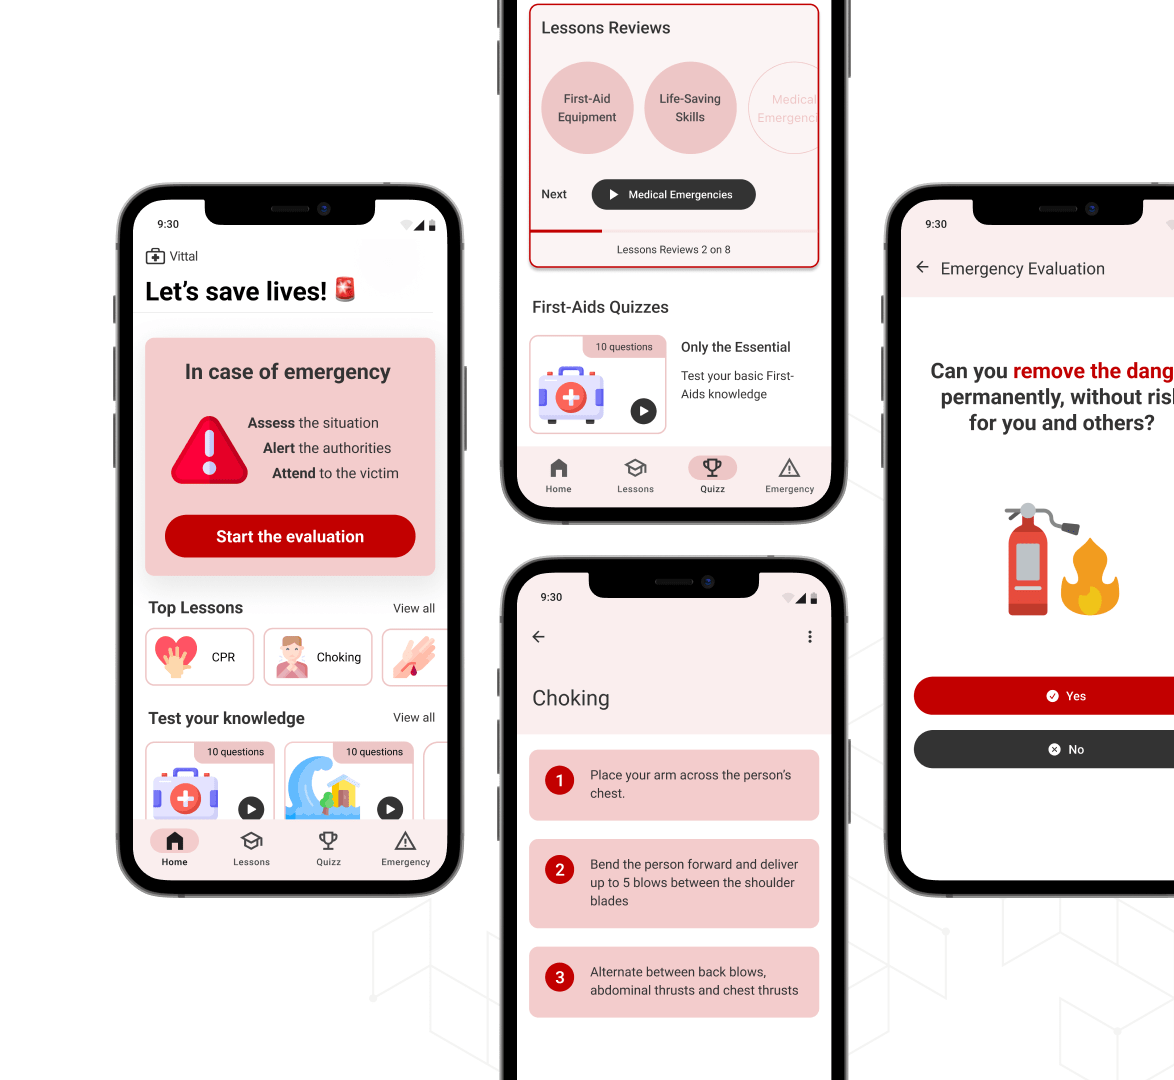 9:30
Vittal
Let's save lives!
In case of emergency
Assess the situation
Alert the authorities
Attend to the victim
Start the evaluation
Top Lessons
View all
CPR
Choking
Test your knowledge
View all
10 questions
10 questions
Home
Lessons
Quizz
Emergency
Lessons Reviews
First-Aid
Equipment
Life-Saving
Skills
Medical
Next
Medical Emergencies
Lessons Reviews 2 on 8
First-Aids Quizzes
10 questions
Only the Essential
Test your basic First-
Aids knowledge
Home
Lessons
Quizz
Emergency
9:30
Choking
1
Place your arm across the person's
chest.
2
Bend the person forward and deliver
up to 5 blows between the shoulder
blades
3
Alternate between back blows,
abdominal thrusts and chest thrusts
9:30
Emergency Evaluation
Can you remove the dang
permanently, without ris
for you and others?
Yes
No